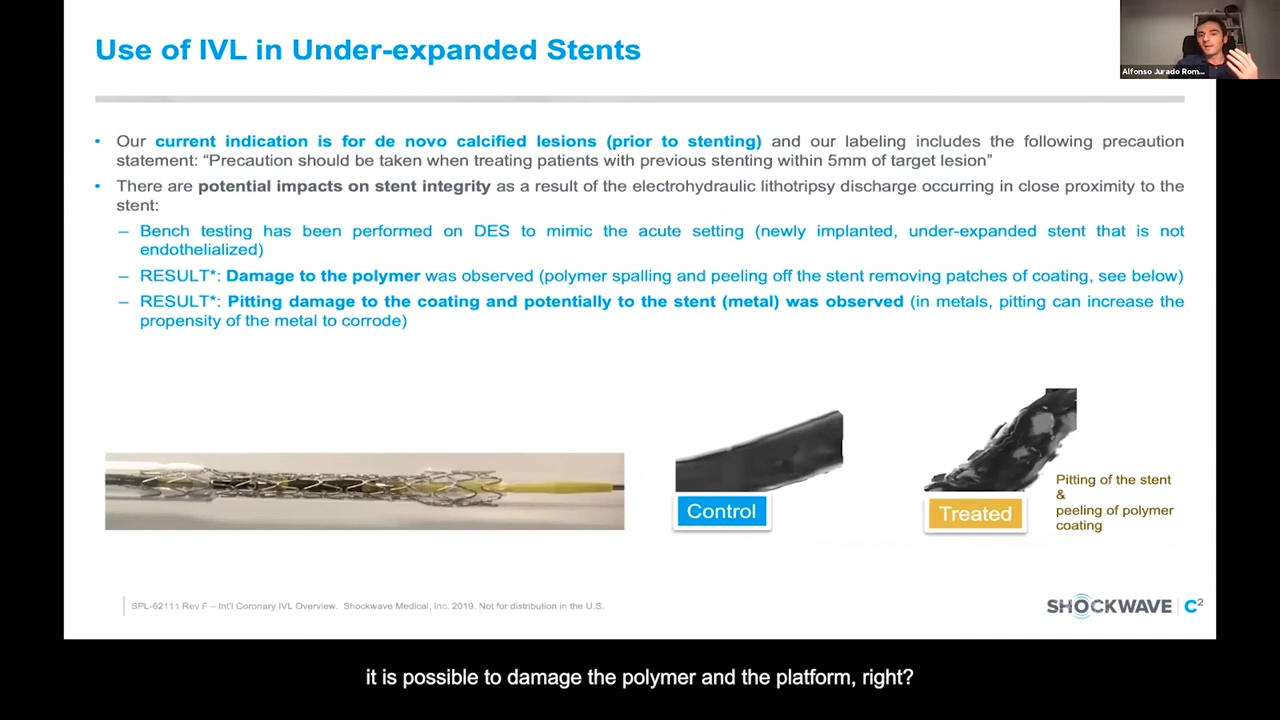 Use of IVL in Under-expanded Stents
Alfonso Jurado Rom...
• Our current indication is for de novo calcified lesions (prior to stenting) and our labeling includes the following precaution
statement: “Precaution should be taken when treating patients with previous stenting within 5mm of target lesion”
• There are potential impacts on stent integrity as a result of the electrohydraulic lithotripsy discharge occurring in close proximity to the
stent:
– Bench testing has been performed on DES to mimic the acute setting (newly implanted, under-expanded stent that is not
endothelialized)
– RESULT*: Damage to the polymer was observed (polymer spalling and peeling off the stent removing patches of coating, see below)
– RESULT*: Pitting damage to the coating and potentially to the stent (metal) was observed (in metals, pitting can increase the
propensity of the metal to corrode)
Control
Treated
Pitting of the stent
&
peeling of polymer
coating
SPL-62111 Rev F – Int'l Coronary IVL Overview. Shockwave Medical, Inc. 2019. Not for distribution in the U.S.
SHOCKWAVE | C²
it is possible to damage the polymer and the platform, right?